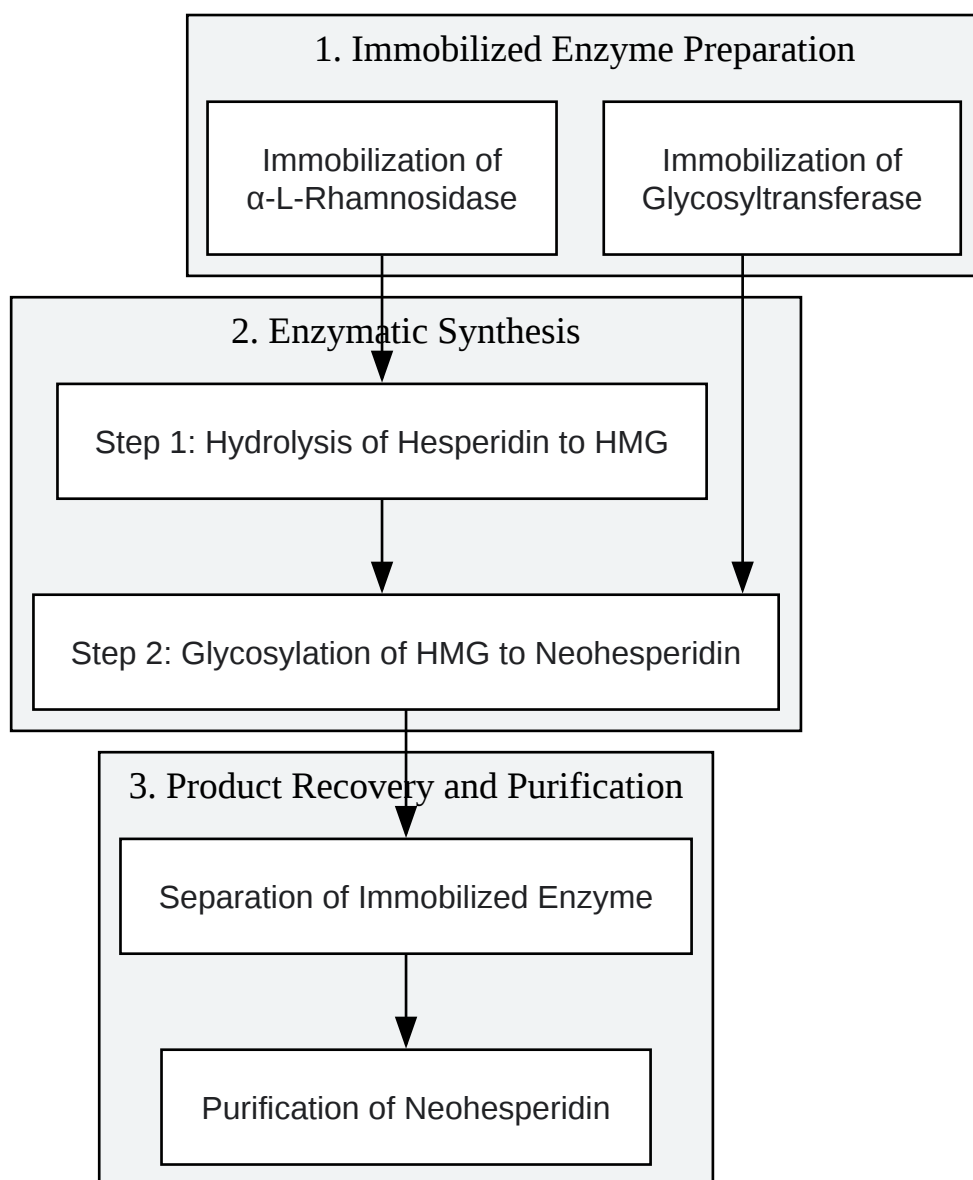 1. Immobilized Enzyme Preparation
Immobilization of
α-L-Rhamnosidase
Immobilization of
Glycosyltransferase
2. Enzymatic Synthesis
Step 1: Hydrolysis of Hesperidin to HMG
Step 2: Glycosylation of HMG to Neohesperidin
3. Product Recovery and Purification
Separation of Immobilized Enzyme
Purification of Neohesperidin